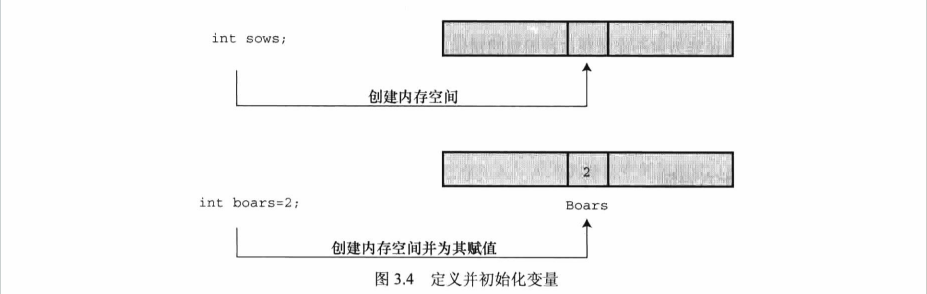 int sows;
创建内存空间
2
int boars=2;
Boars
创建内存空间并为其赋值
图 3.4 定义并初始化变量